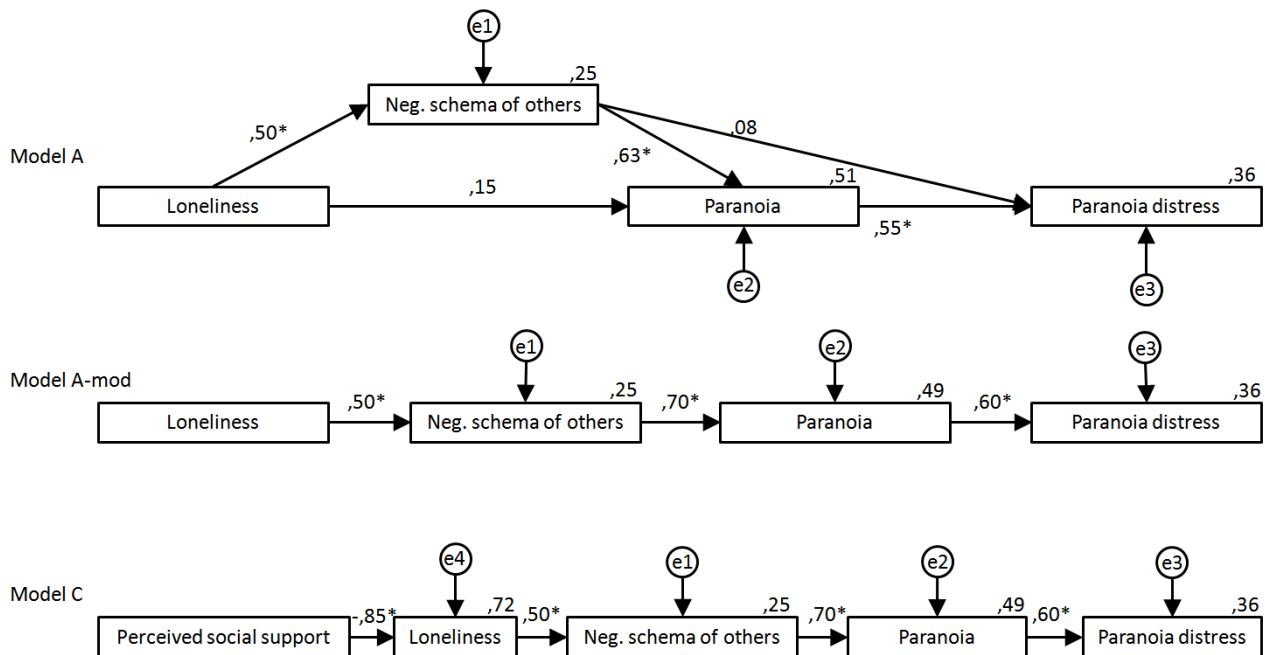 e1
,25
Neg. schema of others
,50*
,08
,63*
Model A
,15
,51
,36
Loneliness
Paranoia
Paranoia distress
,55*
e2
e3
e1
e2
e3
Model A-mod
,50*
,25
,70*
,49
,60*
,36
Loneliness
Neg. schema of others
Paranoia
Paranoia distress
e4
e1
e2
e3
Model C
-,85*
,72
,50*
,25
,70*
,49
,60*
,36
Perceived social support
Loneliness
Neg. schema of others
Paranoia
Paranoia distress